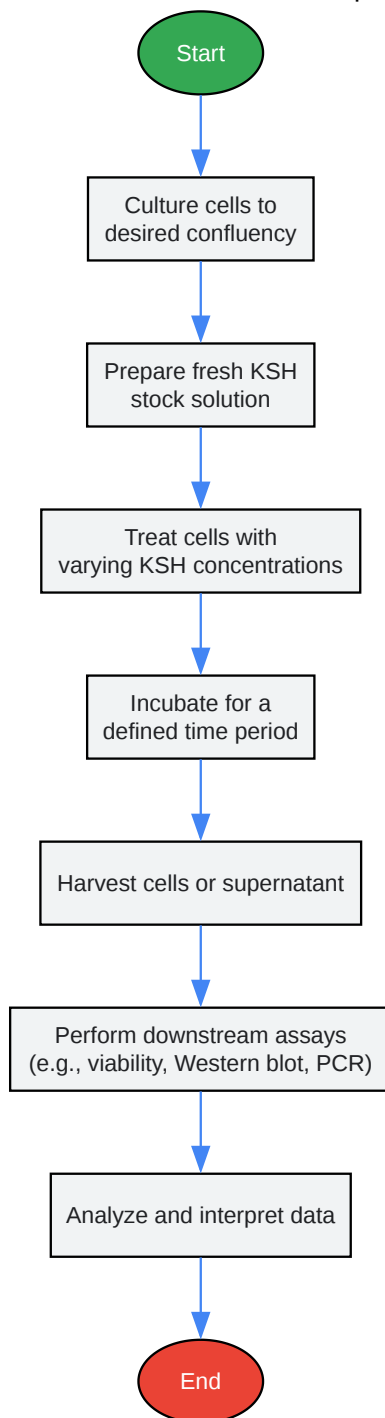 Start
Culture cells to
desired confluency
Prepare fresh KSH
stock solution
Treat cells with
varying KSH concentrations
Incubate for a
defined time period
Harvest cells or supernatant
Perform downstream assays
(e.g., viability, Western blot, PCR)
Analyze and interpret data
End